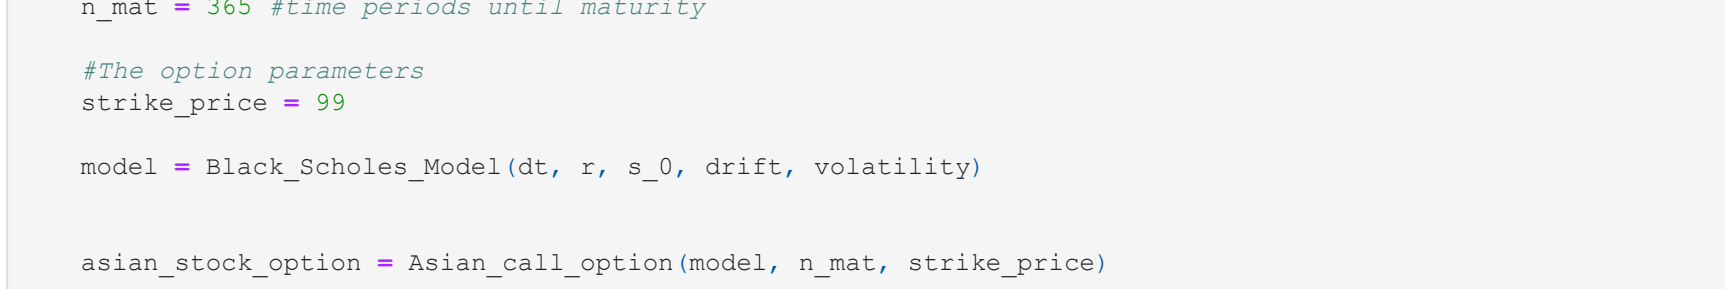 n_mat = 365 #time periods until maturity
#The option parameters
strike_price = 99
model = Black_Scholes_Model(dt, r, s_0, drift, volatility)
asian_stock_option = Asian_call_option(model, n_mat, strike_price)